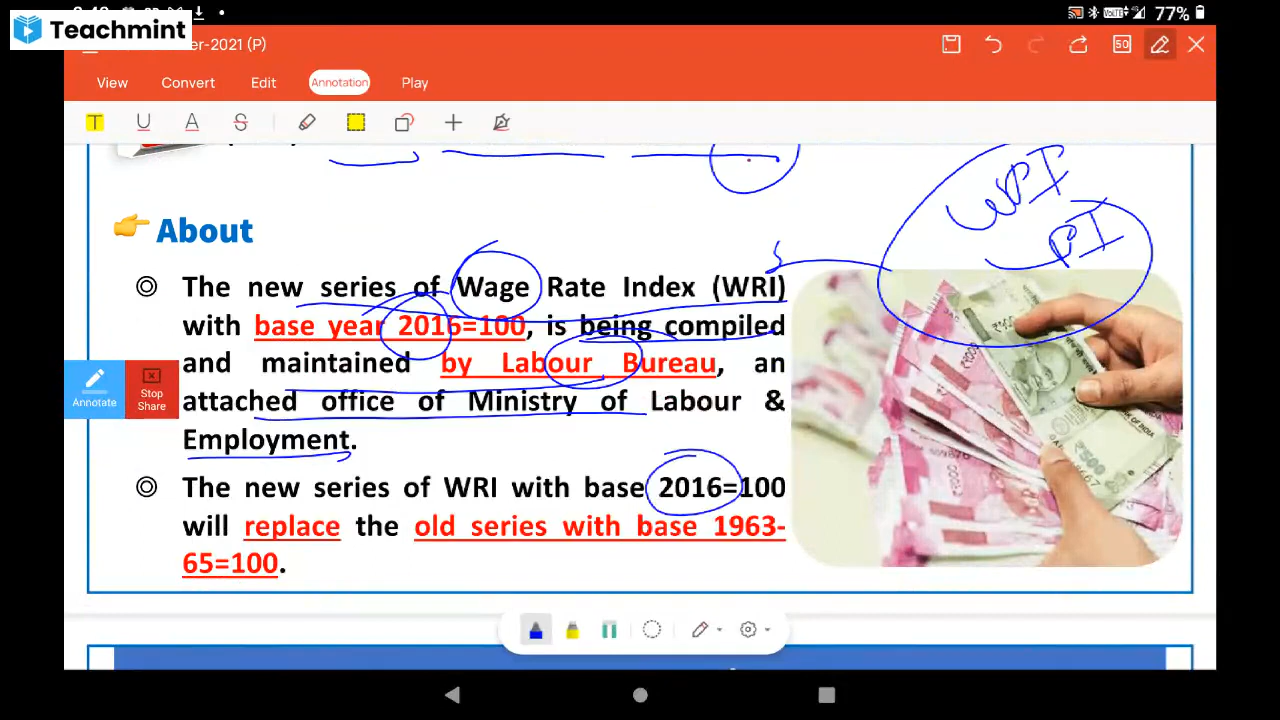 Teachmint
77%
er-2021 (P)
50
View Convert Edit Annotation Play
T U A S
WPI
PI
About
The new series of Wage Rate Index (WRI)
with base year 2016=100, is being compiled
and maintained by Labour Bureau, an
attached office of Ministry of Labour &
Employment.
The new series of WRI with base 2016=100
will replace the old series with base 1963-
65=100.
Annotate
Stop
Share